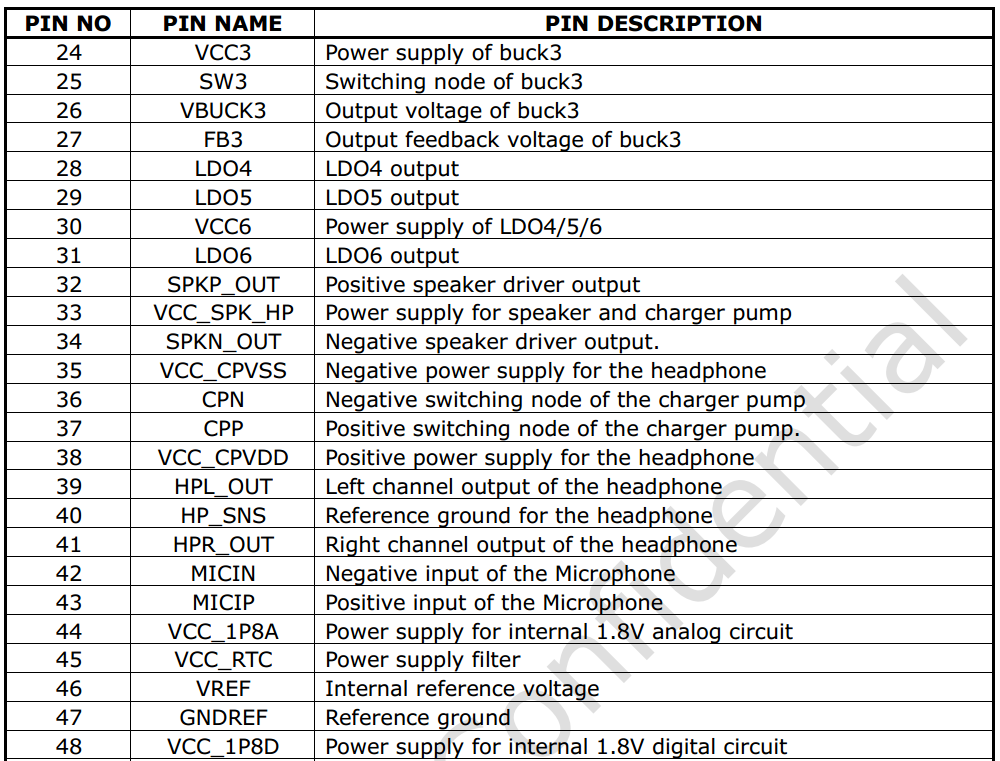 PIN NO PIN NAME PIN DESCRIPTION
24 VCC3 Power supply of buck3
25 SW3 Switching node of buck3
26 VBUCK3 Output voltage of buck3
27 FB3 Output feedback voltage of buck3
28 LDO4 LDO4 output
29 LDO5 LDO5 output
30 VCC6 Power supply of LDO4/5/6
31 LDO6 LDO6 output
32 SPKP_OUT Positive speaker driver output
33 VCC_SPK_HP Power supply for speaker and charger pump
34 SPKN_OUT Negative speaker driver output.
35 VCC_CPVSS Negative power supply for the headphone
36 CPN Negative switching node of the charger pump
37 CPP Positive switching node of the charger pump.
38 VCC_CPVDD Positive power supply for the headphone
39 HPL_OUT Left channel output of the headphone
40 HP_SNS Reference ground for the headphone
41 HPR_OUT Right channel output of the headphone
42 MICIN Negative input of the Microphone
43 MICIP Positive input of the Microphone
44 VCC_1P8A Power supply for internal 1.8V analog circuit
45 VCC_RTC Power supply filter
46 VREF Internal reference voltage
47 GNDREF Reference ground
48 VCC_1P8D Power supply for internal 1.8V digital circuit
Confidential